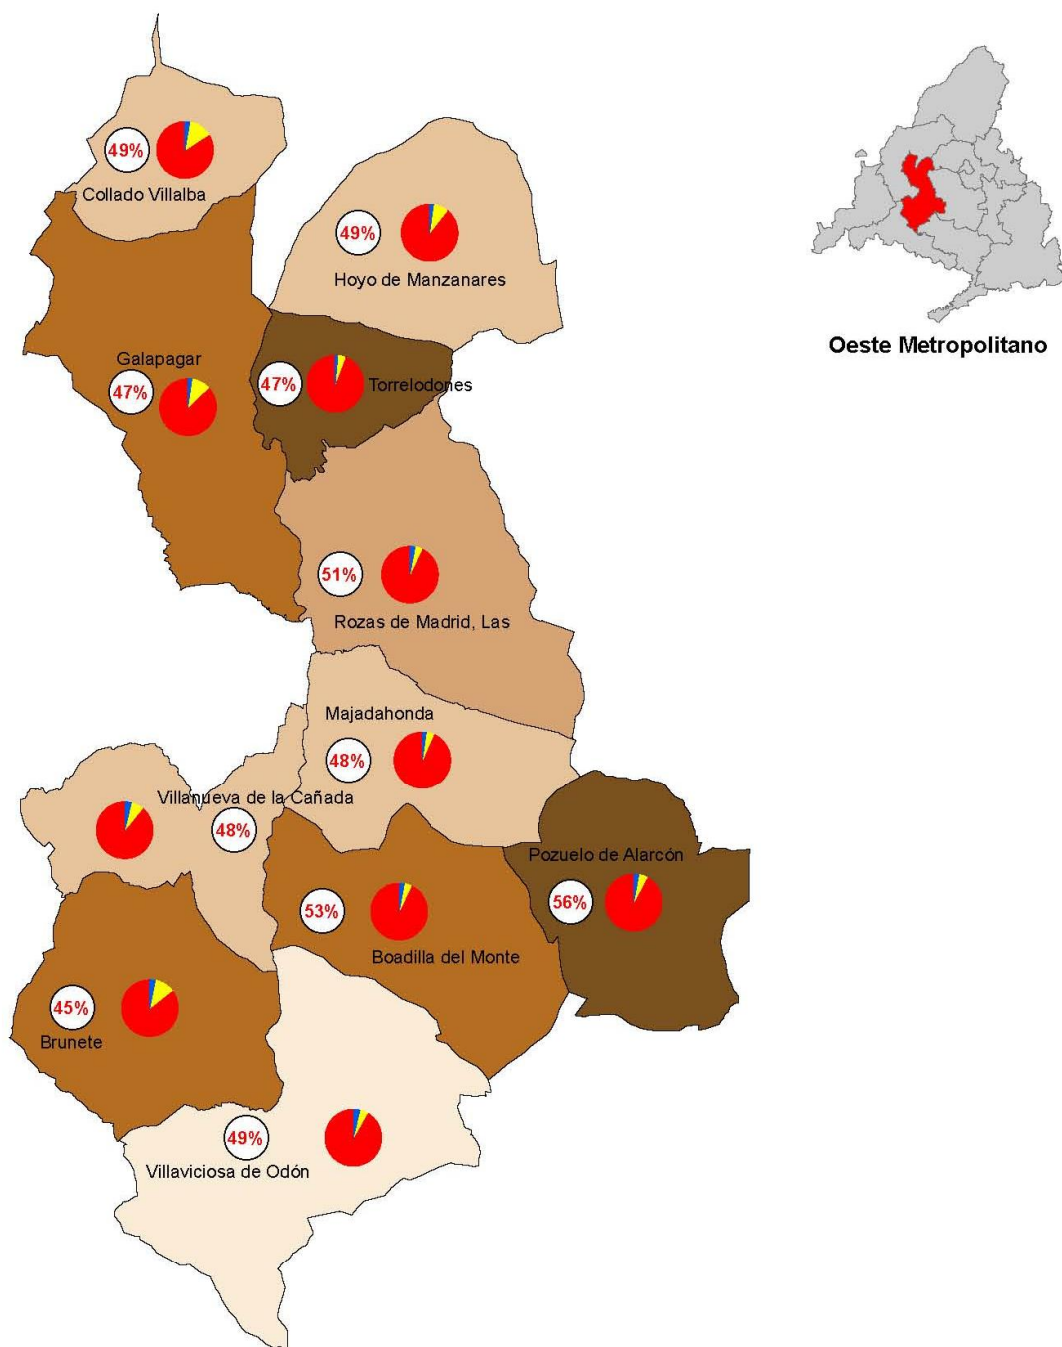 49%
Collado Villalba
49%
Hoyo de Manzanares
Oeste Metropolitano
Galapagar
47%
47%
Torrelodones
51%
Rozas de Madrid, Las
Majadahonda
48%
Villanueva de la Cañada
48%
Pozuelo de Alarcón
56%
53%
Boadilla del Monte
45%
Brunete
49%
Villaviciosa de Odón